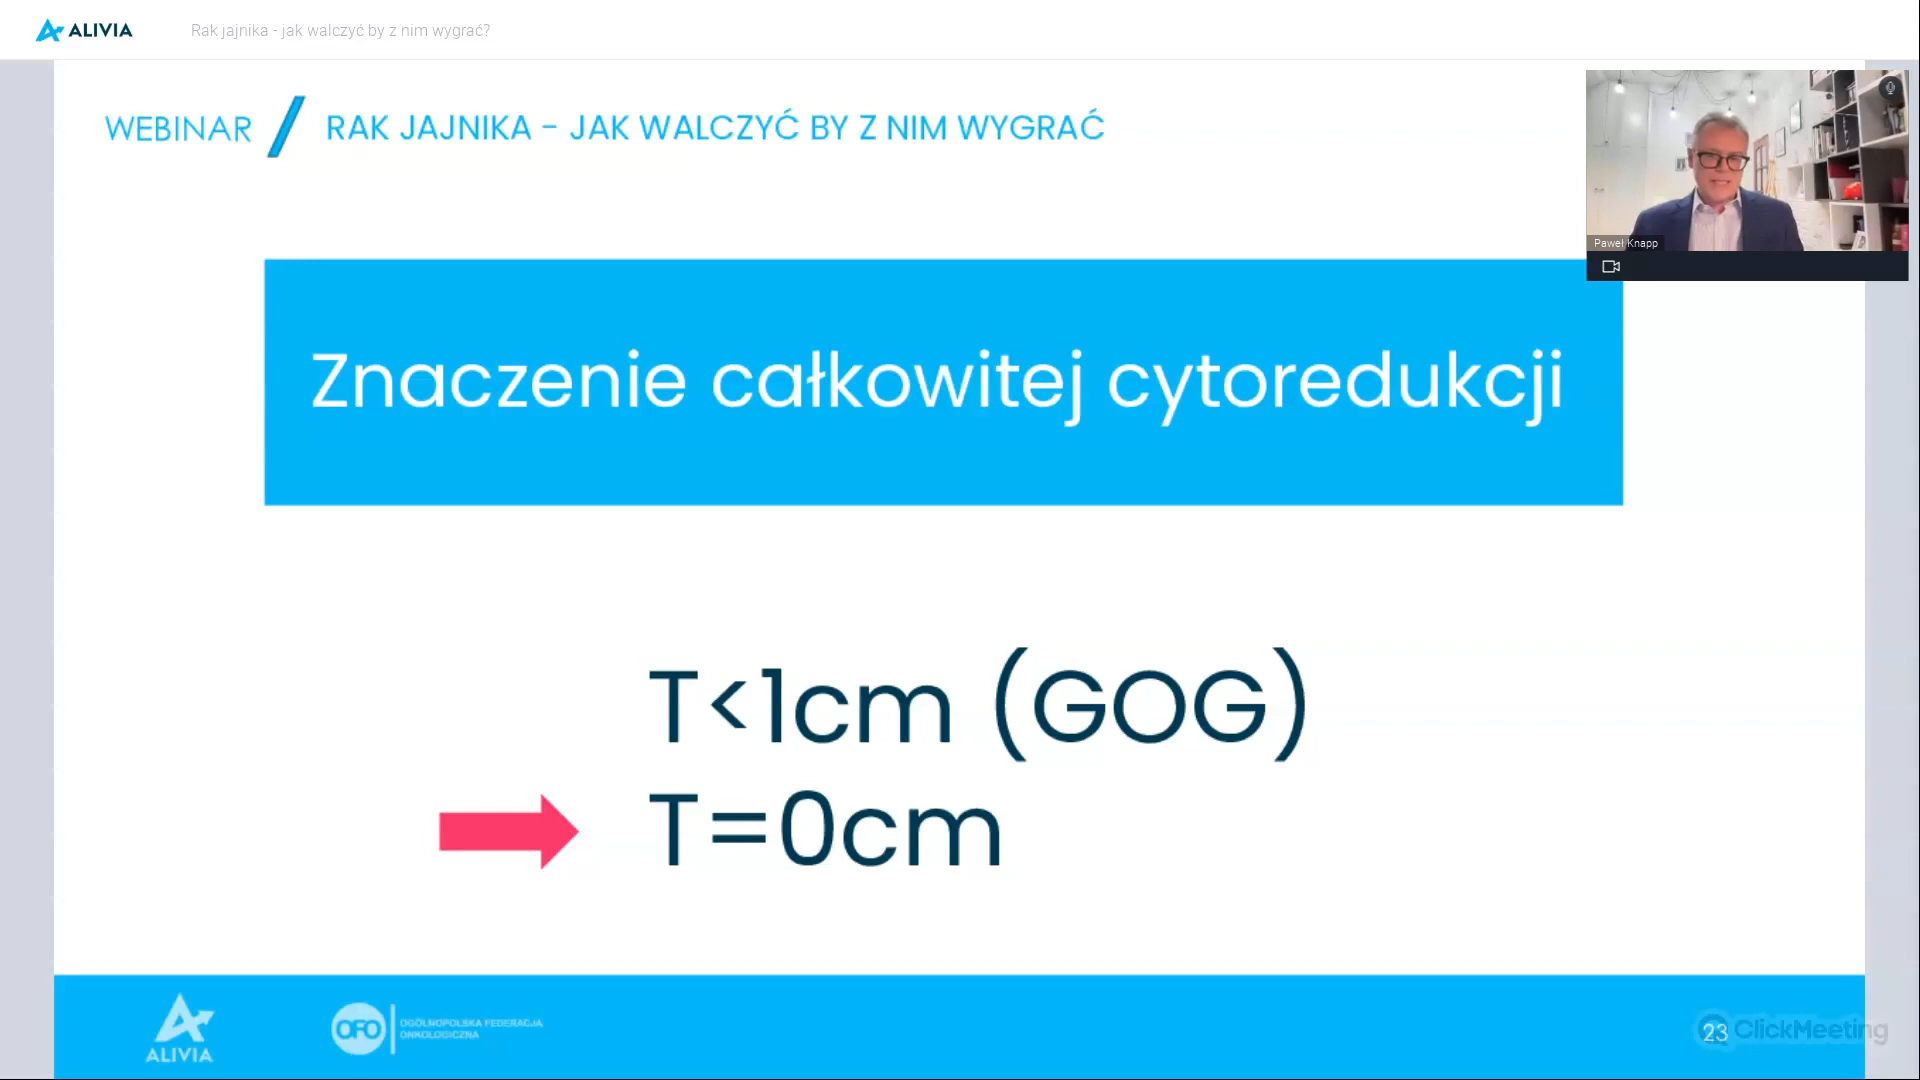 ALIVIA
Rak jajnika - jak walczyć by z nim wygrać?
WEBINAR / RAK JAJNIKA - JAK WALCZYĆ BY Z NIM WYGRAĆ
Paweł Knapp
Znaczenie całkowitej cytoredukcji
T<1cm (GOG)
T=0cm
ALIVIA
OFO
OGÓLNOPOLSKA FEDERACJA
ONKOLOGICZNA
23
ClickMeeting